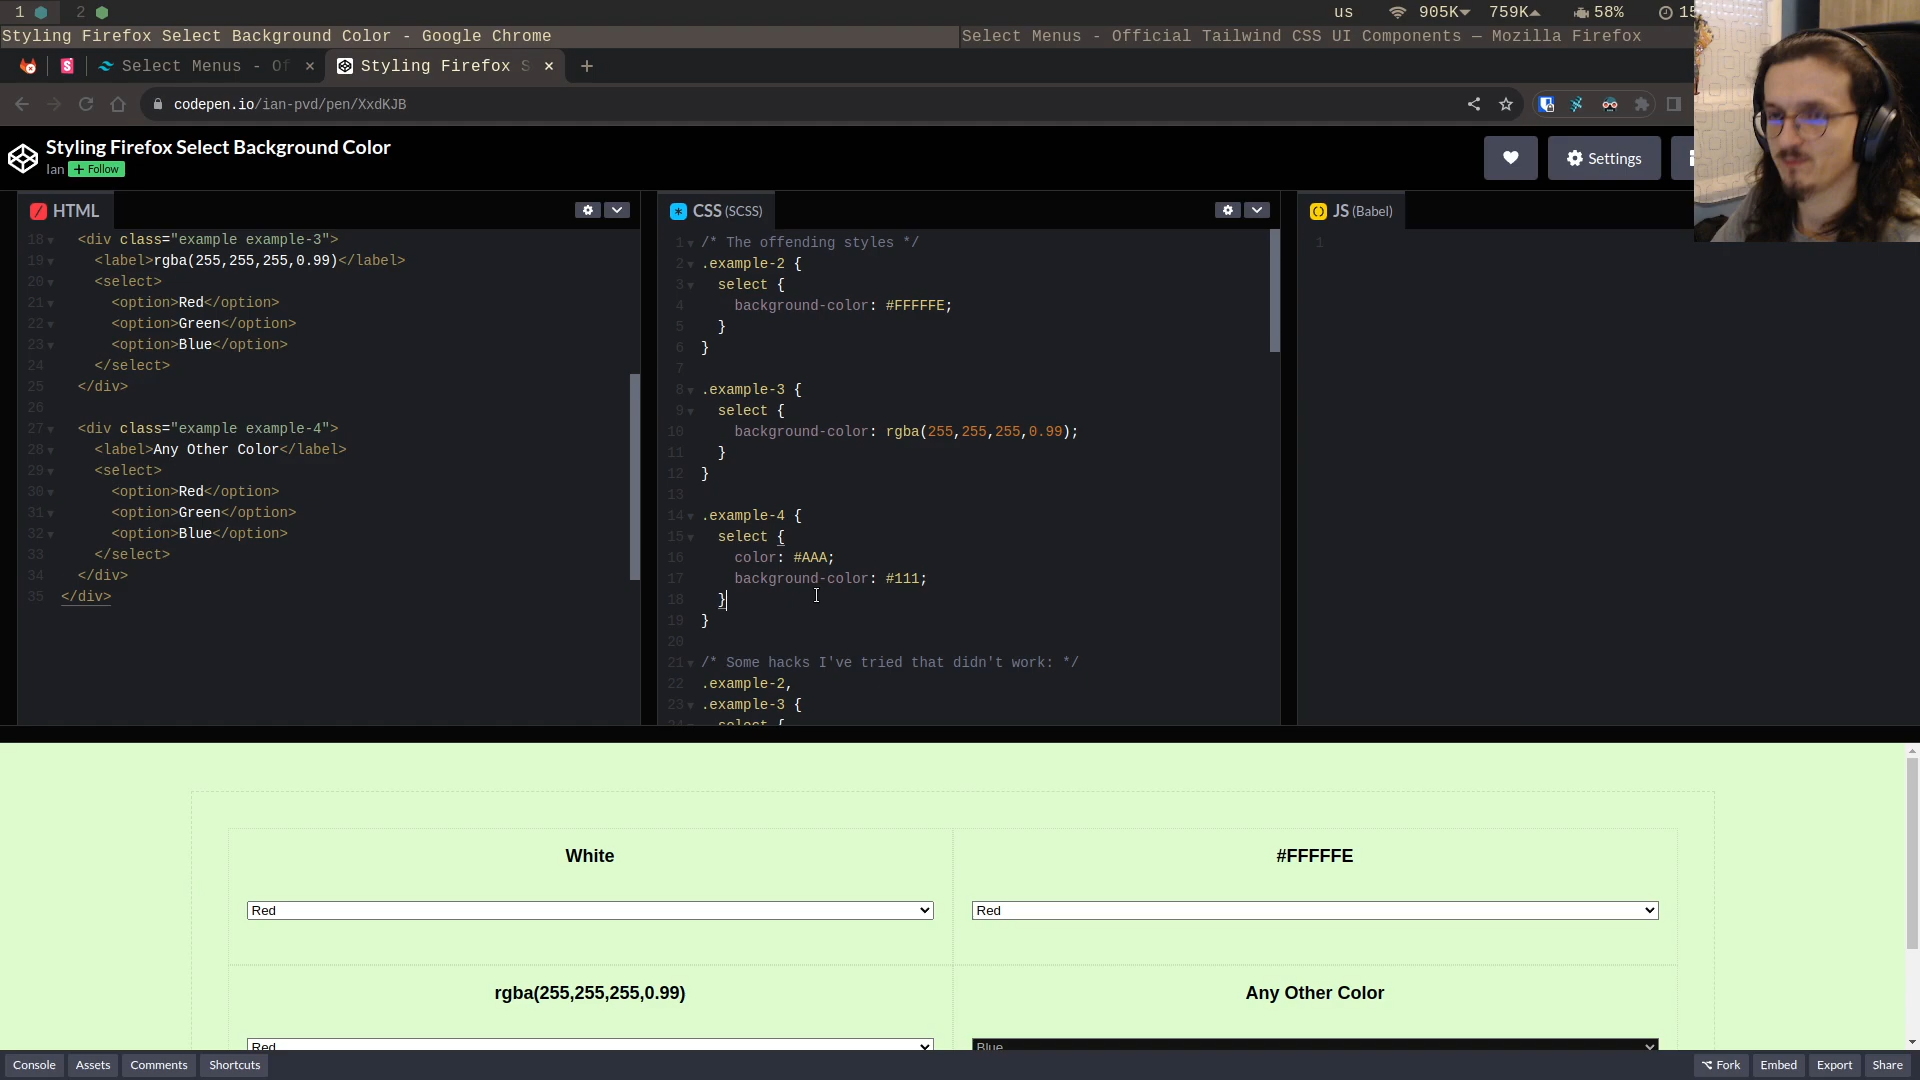 1
2
us
905K
759K
58%
15
Styling Firefox Select Background Color - Google Chrome
Select Menus - Official Tailwind CSS UI Components — Mozilla Firefox
Select Menus - Of
Styling Firefox S
codepen.io/ian-pvd/pen/XxdKJB
Styling Firefox Select Background Color
Ian
+ Follow
Settings
HTML
18 <div class="example example-3">
19 <label>rgba(255,255,255,0.99)</label>
20 <select>
21 <option>Red</option>
22 <option>Green</option>
23 <option>Blue</option>
24 </select>
25 </div>
26
27 <div class="example example-4">
28 <label>Any Other Color</label>
29 <select>
30 <option>Red</option>
31 <option>Green</option>
32 <option>Blue</option>
33 </select>
34 </div>
35 </div>
CSS (SCSS)
1 /* The offending styles */
2 .example-2 {
3 select {
4 background-color: #FFFFFE;
5 }
6 }
7
8 .example-3 {
9 select {
10 background-color: rgba(255,255,255,0.99);
11 }
12 }
13
14 .example-4 {
15 select {
16 color: #AAA;
17 background-color: #111;
18 }
19 }
20
21 /* Some hacks I've tried that didn't work: */
22 .example-2,
23 .example-3 {
24 select {
JS (Babel)
1
White
Red
#FFFFFE
Red
rgba(255,255,255,0.99)
Red
Any Other Color
Blue
Console
Assets
Comments
Shortcuts
Fork
Embed
Export
Share